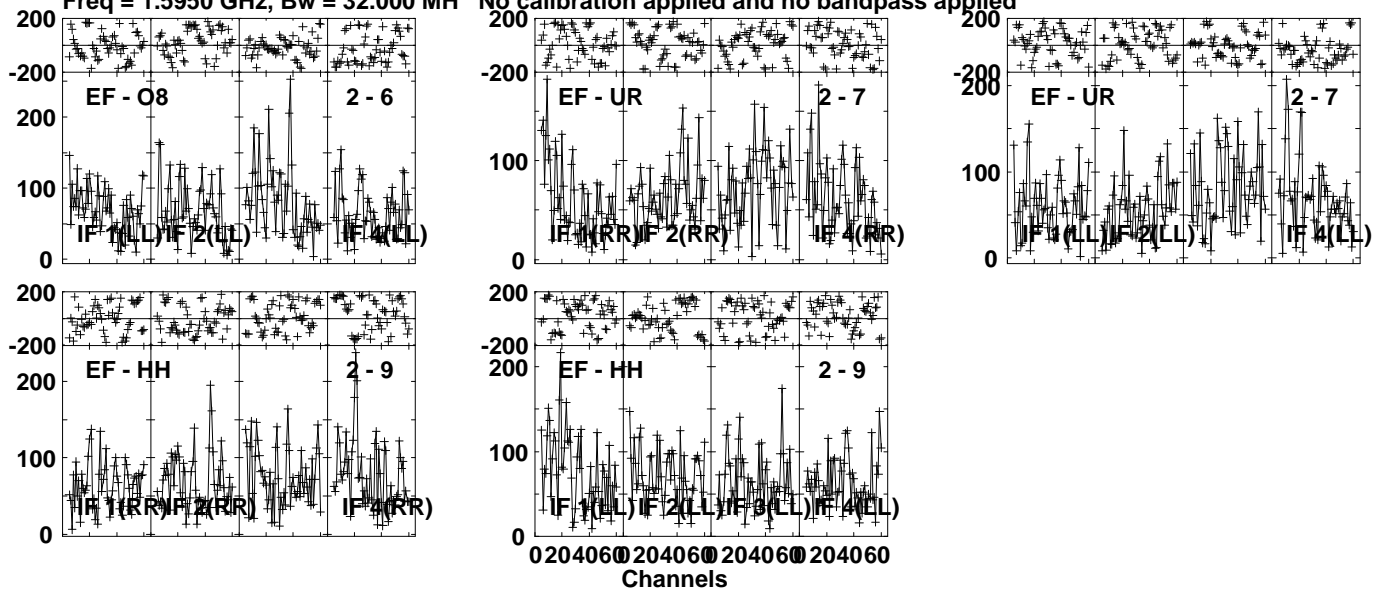 Freq = 1.5950 GHz, Bw = 32.000 MH No calibration applied and no bandpass applied
200
-200
EF - O8 2 - 6
200
100
0
IF 1(LL) IF 2(LL) IF 4(LL)
200
-200
EF - UR 2 - 7
100
0
IF 1(RR) IF 2(RR) IF 4(RR)
200
-200
200
EF - UR 2 - 7
100
0
IF 1(LL) IF 2(LL) IF 4(LL)
200
-200
EF - HH 2 - 9
200
100
0
IF 1(RR) IF 2(RR) IF 4(RR)
200
-200
200
EF - HH 2 - 9
100
0
IF 1(LL) IF 2(LL) IF 3(LL) IF 4(LL)
0 20 40 60 0 20 40 60 0 20 40 60 0 20 40 60
Channels